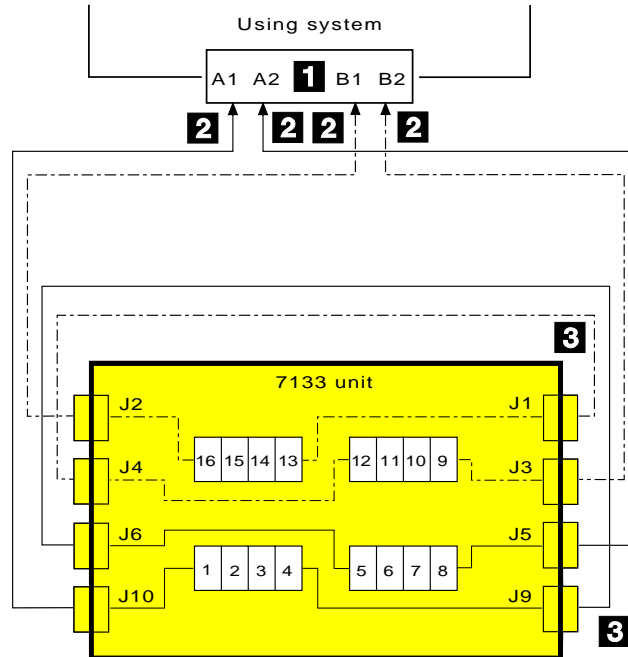 Using system
A1 A2 1 B1 B2
2 2 2 2
3
7133 unit
J2 J1
16 15 14 13 12 11 10 9
J4 J3
J6 J5
1 2 3 4 5 6 7 8
J10 J9
3